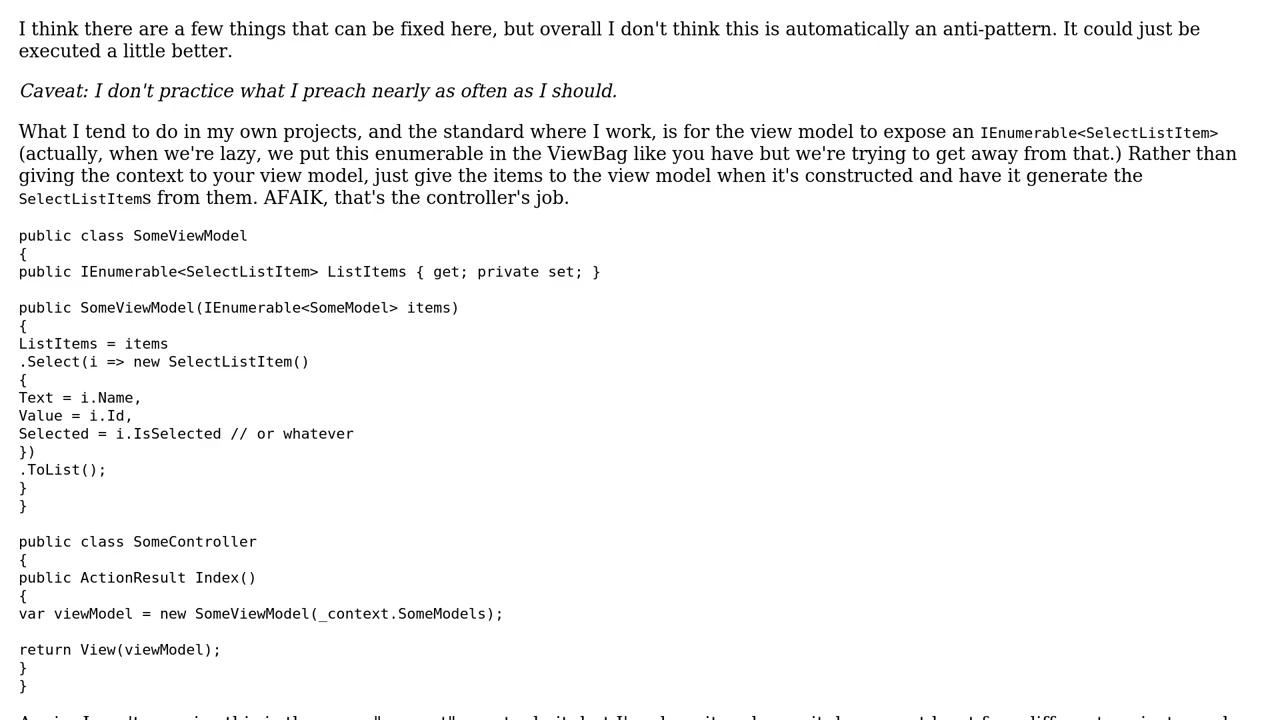 I think there are a few things that can be fixed here, but overall I don't think this is automatically an anti-pattern. It could just be
executed a little better.
Caveat: I don't practice what I preach nearly as often as I should.
What I tend to do in my own projects, and the standard where I work, is for the view model to expose an IEnumerable<SelectListItem>
(actually, when we're lazy, we put this enumerable in the ViewBag like you have but we're trying to get away from that.) Rather than
giving the context to your view model, just give the items to the view model when it's constructed and have it generate the
SelectListItems from them. AFAIK, that's the controller's job.
public class SomeViewModel
{
public IEnumerable<SelectListItem> ListItems { get; private set; }
public SomeViewModel(IEnumerable<SomeModel> items)
{
ListItems = items
.Select(i => new SelectListItem()
{
Text = i.Name,
Value = i.Id,
Selected = i.IsSelected // or whatever
})
.ToList();
}
}
public class SomeController
{
public ActionResult Index()
{
var viewModel = new SomeViewModel(_context.SomeModels);
return View(viewModel);
}
}